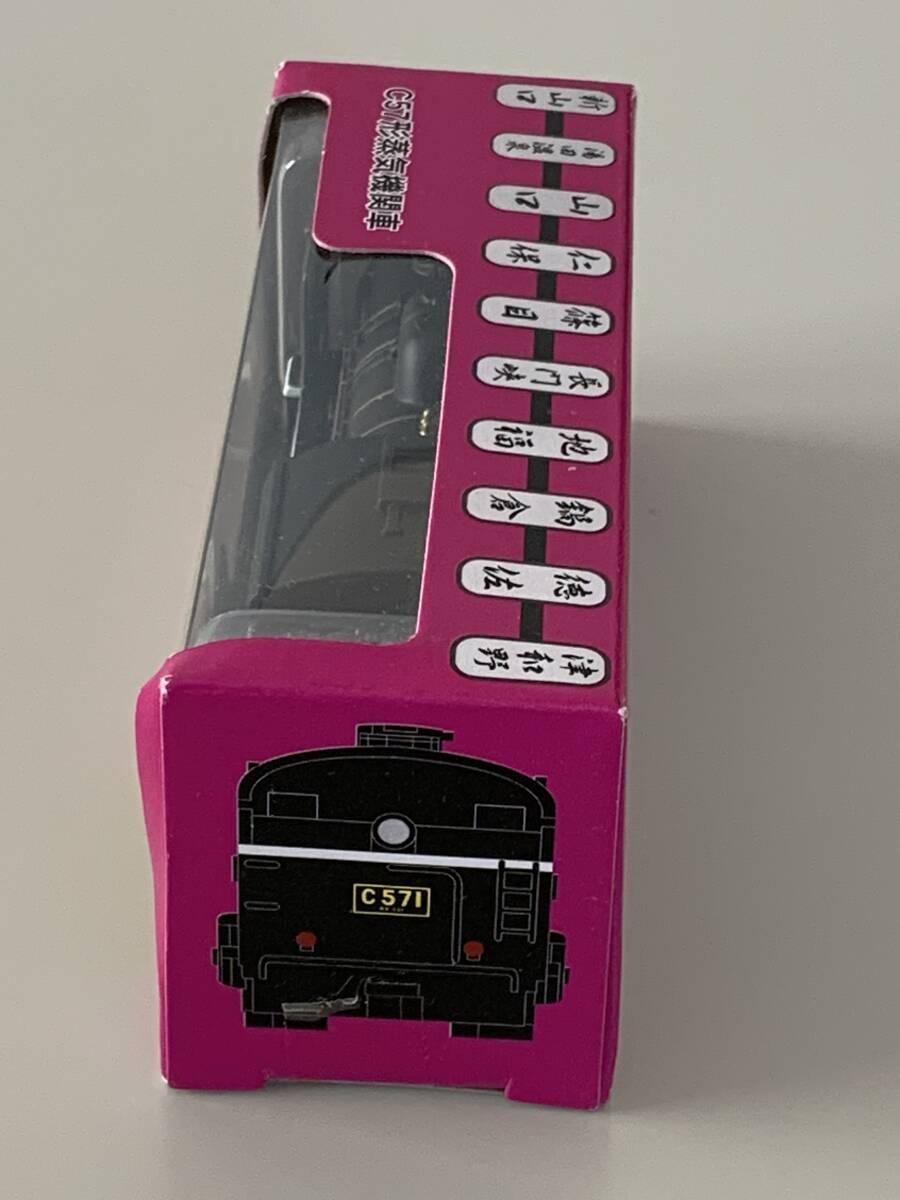 C57形蒸気機関車
新山口
湯田温泉
山口
仁保
篠目
長門峡
地福
鍋倉
徳佐
津和野
C571